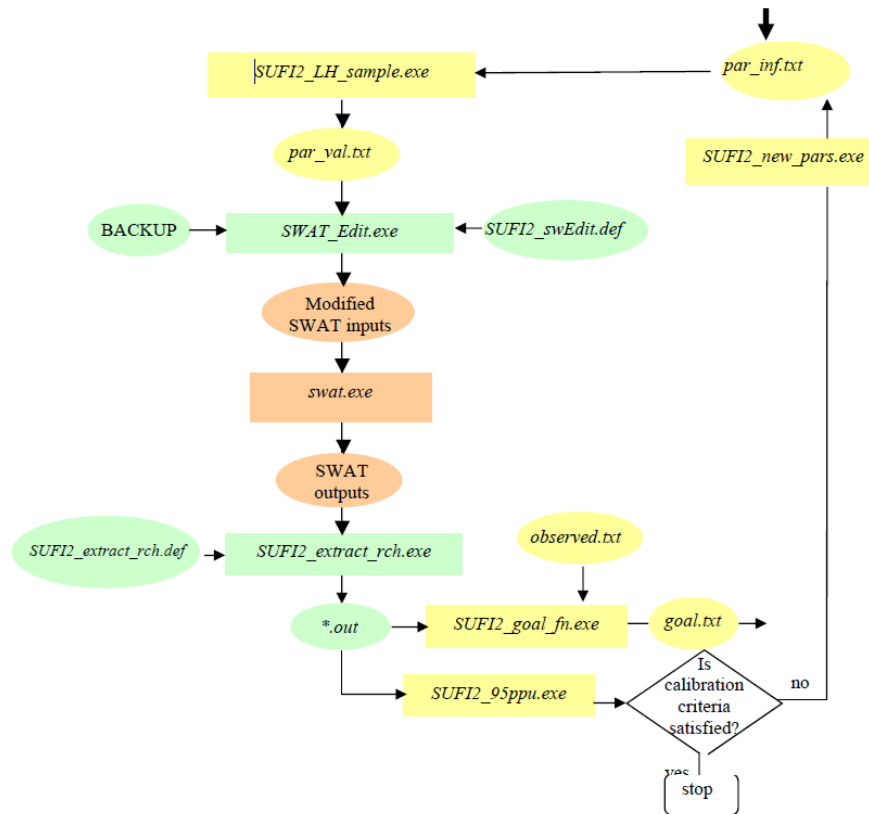 par_inf.txt
SUFI2_LH_sample.exe
par_val.txt
SUFI2_new_pars.exe
BACKUP
SWAT_Edit.exe
SUFI2_swEdit.def
Modified
SWAT inputs
swat.exe
SWAT
outputs
observed.txt
SUFI2_extract_rch.def
SUFI2_extract_rch.exe
*.out
SUFI2_goal_fn.exe
goal.txt
Is
calibration
criteria
satisfied?
no
SUFI2_95ppu.exe
yes
stop